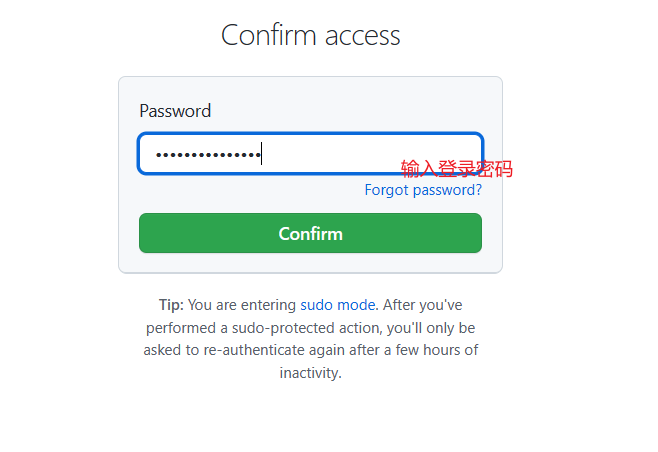 Confirm access
Password
•••••••••••••••
输入登录密码
Forgot password?
Confirm
Tip: You are entering sudo mode. After you've
performed a sudo-protected action, you'll only be
asked to re-authenticate again after a few hours of
inactivity.